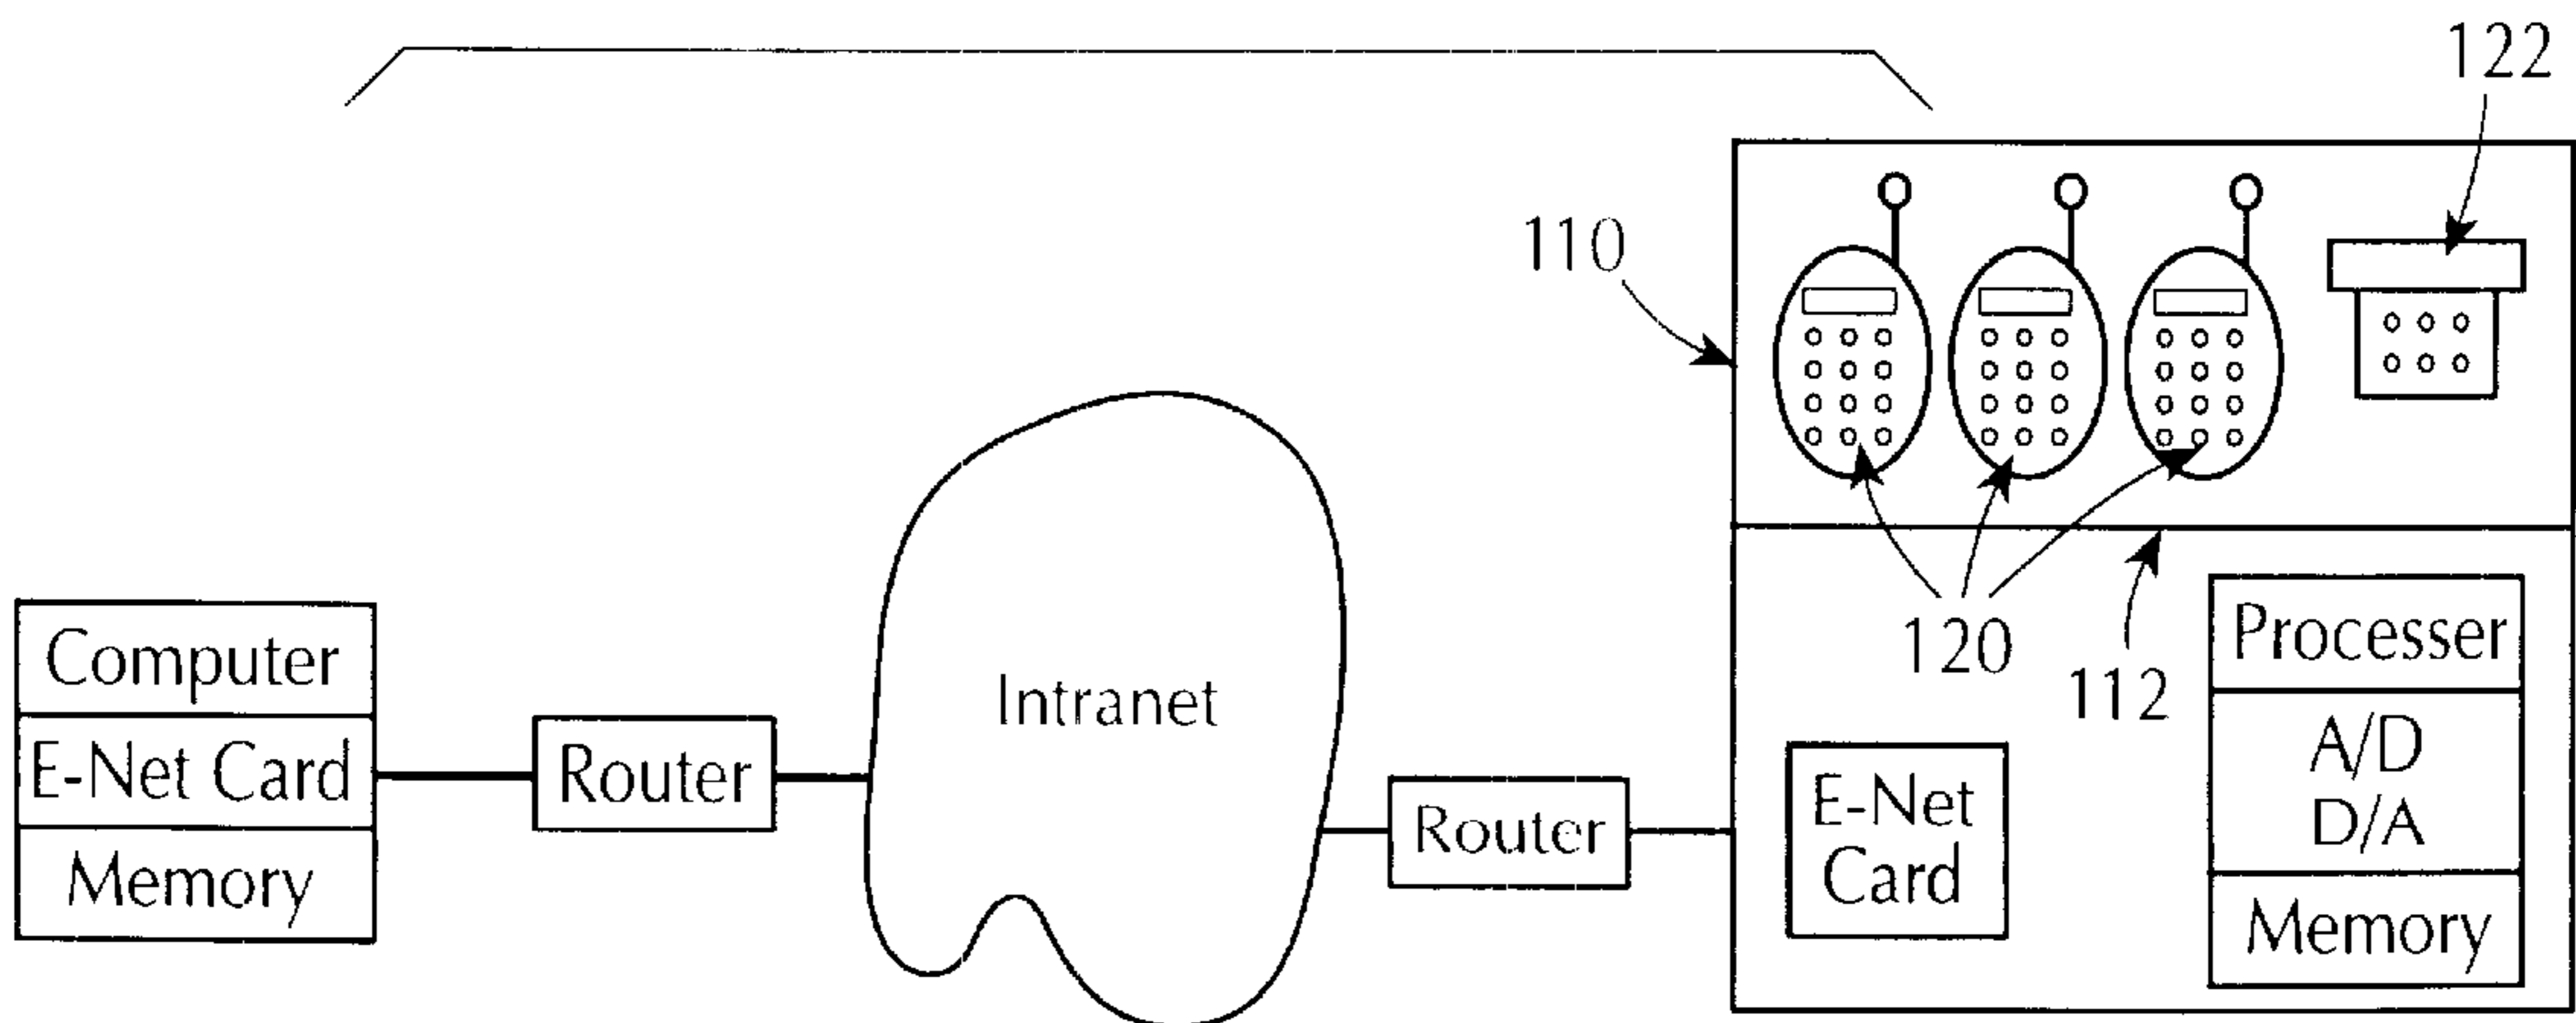 122
110
120
112
Computer
E-Net Card
Memory
Router
Intranet
Router
E-Net
Card
Processer
A/D
D/A
Memory